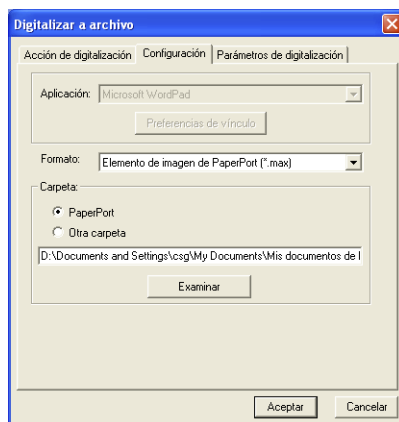 Digitalizar a archivo
Acción de digitalización Configuración Parámetros de digitalización
Aplicación: Microsoft WordPad
Preferencias de vínculo
Formato: Elemento de imagen de PaperPort (*.max)
Carpeta:
PaperPort
Otra carpeta
D:\Documents and Settings\csg\My Documents\Mis documentos de l
Examinar
Aceptar Cancelar